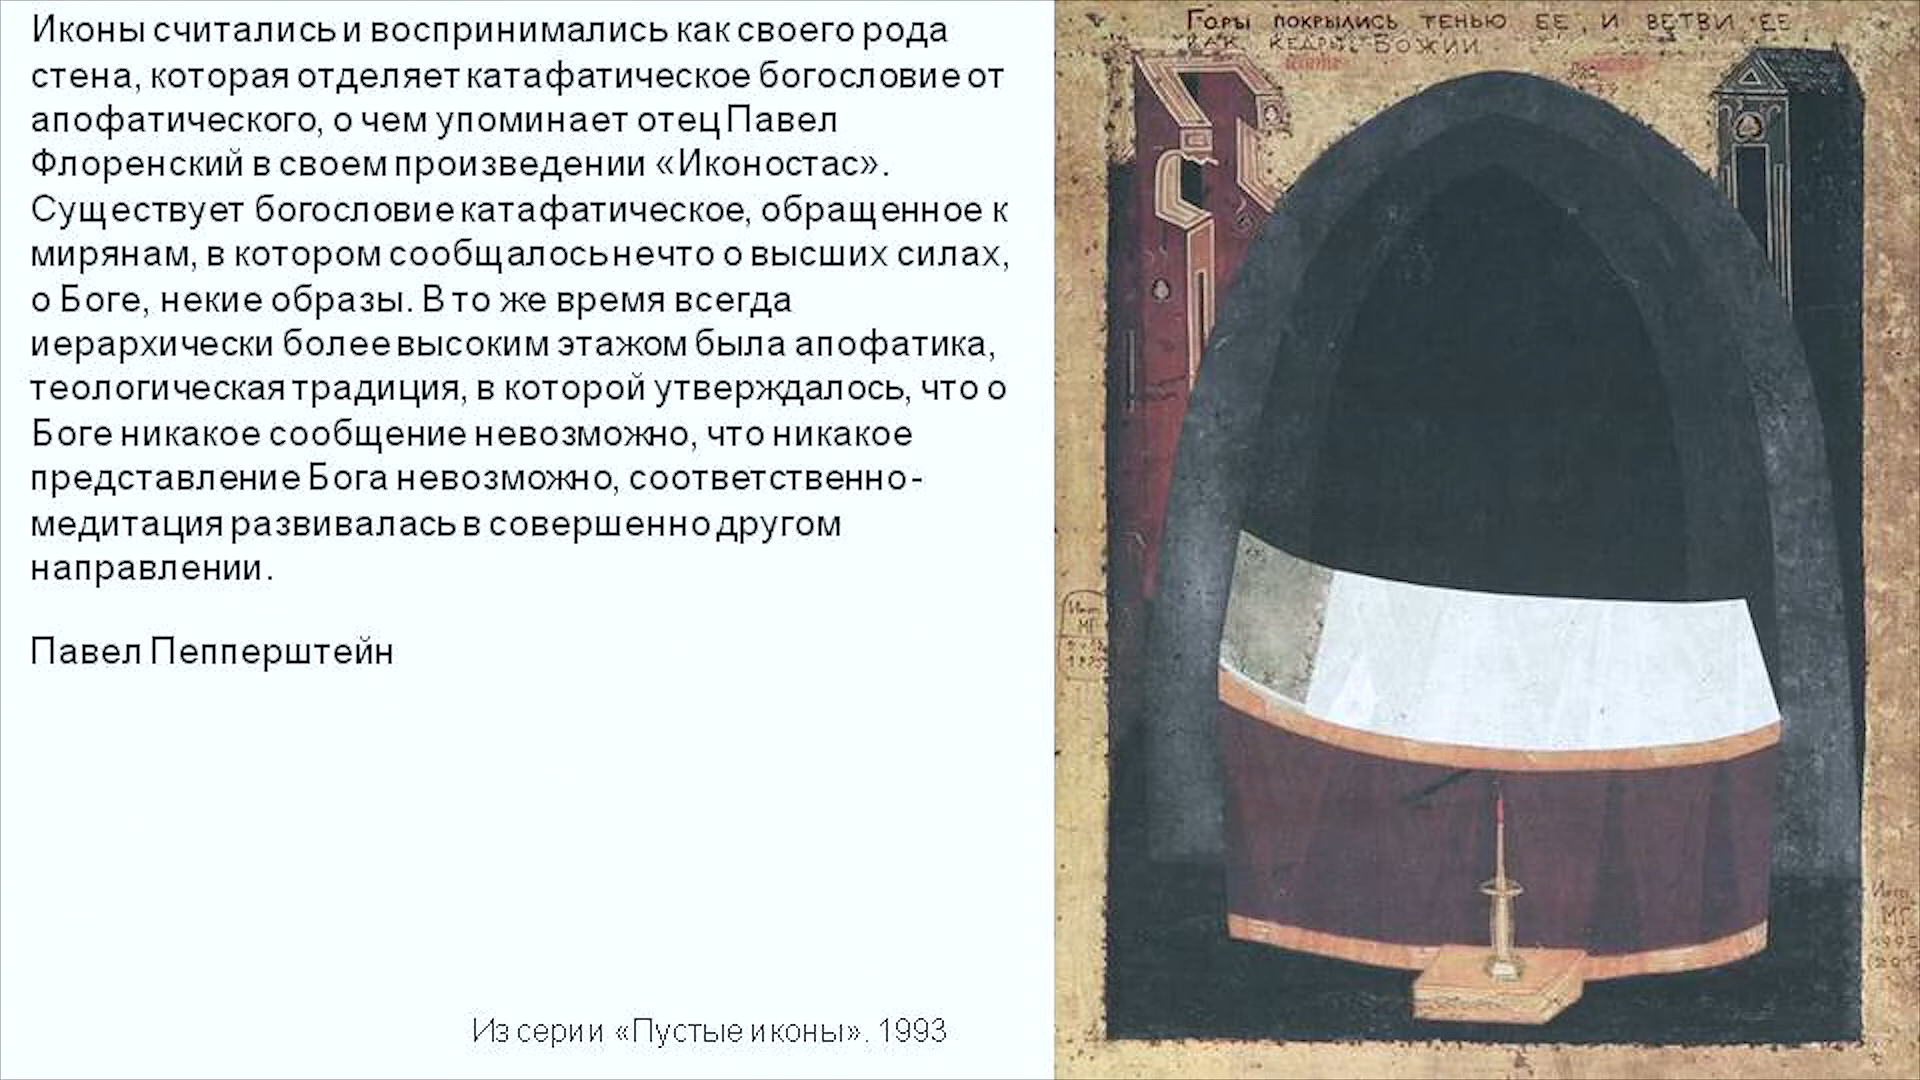 Иконы считались и воспринимались как своего рода
стена, которая отделяет катафатическое богословие от
апофатического, о чем упоминает отец Павел
Флоренский в своем произведении «Иконостас».
Существует богословие катафатическое, обращенное к
мирянам, в котором сообщалось нечто о высших силах,
о Боге, некие образы. В то же время всегда
иерархически более высоким этажом была апофатика,
теологическая традиция, в которой утверждалось, что о
Боге никакое сообщение невозможно, что никакое
представление Бога невозможно, соответственно-
медитация развивалась в совершенно другом
направлении.
Павел Пепперштейн
Из серии «Пустые иконы». 1993
Горы покрылись тенью ее, и ветви ее
как кедры Божии
МГ
МГ